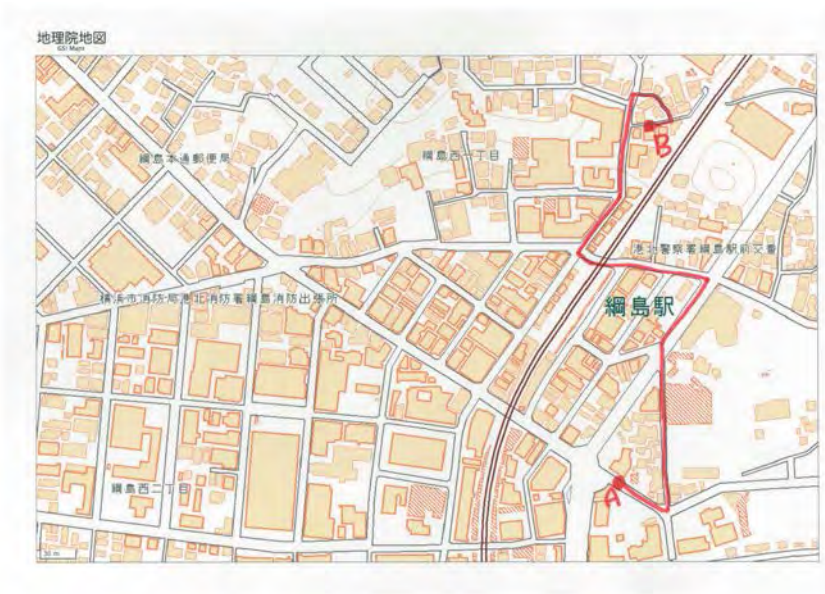 地理院地図
GSI Maps
綱島本通郵便局
綱島西一丁目
B
港北警察署綱島駅前交番
横浜市消防局港北消防署綱島消防出張所
綱島駅
綱島西二丁目
A
50 m